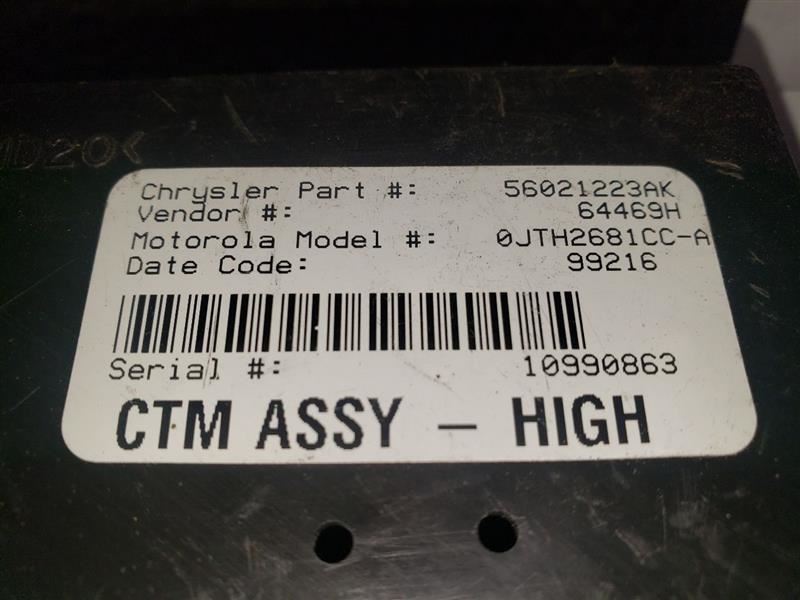 Chrysler Part #: 56021223AK
Vendor #: 64469H
Motorola Model #: 0JTH2681CC-A
Date Code: 99216
Serial #: 10990863
CTM ASSY – HIGH